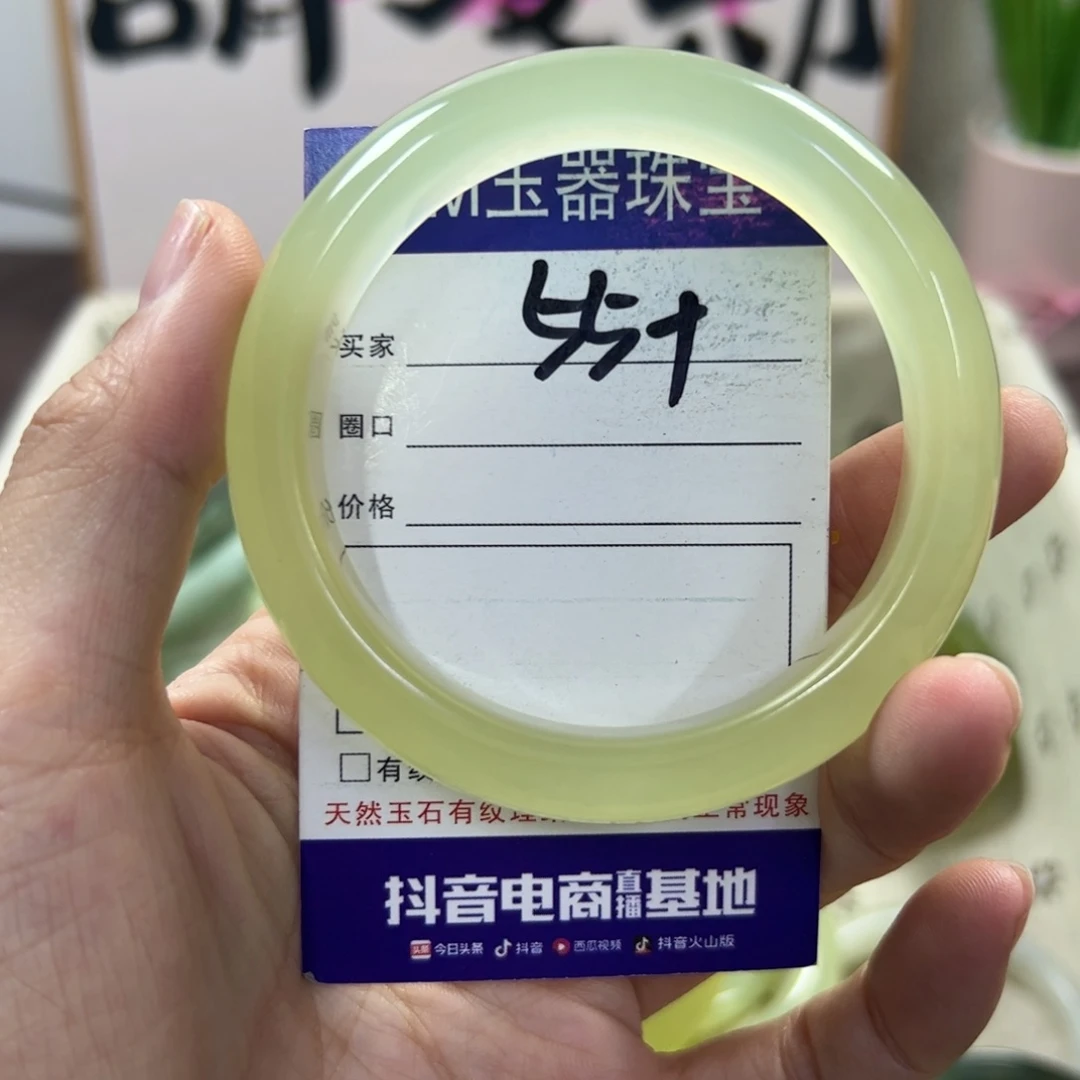 玉器珠宝
55+
买家
圈口
价格
天然玉石有纹理
正常现象
抖音电商直播基地
今日头条 抖音 西瓜视频 抖音火山版